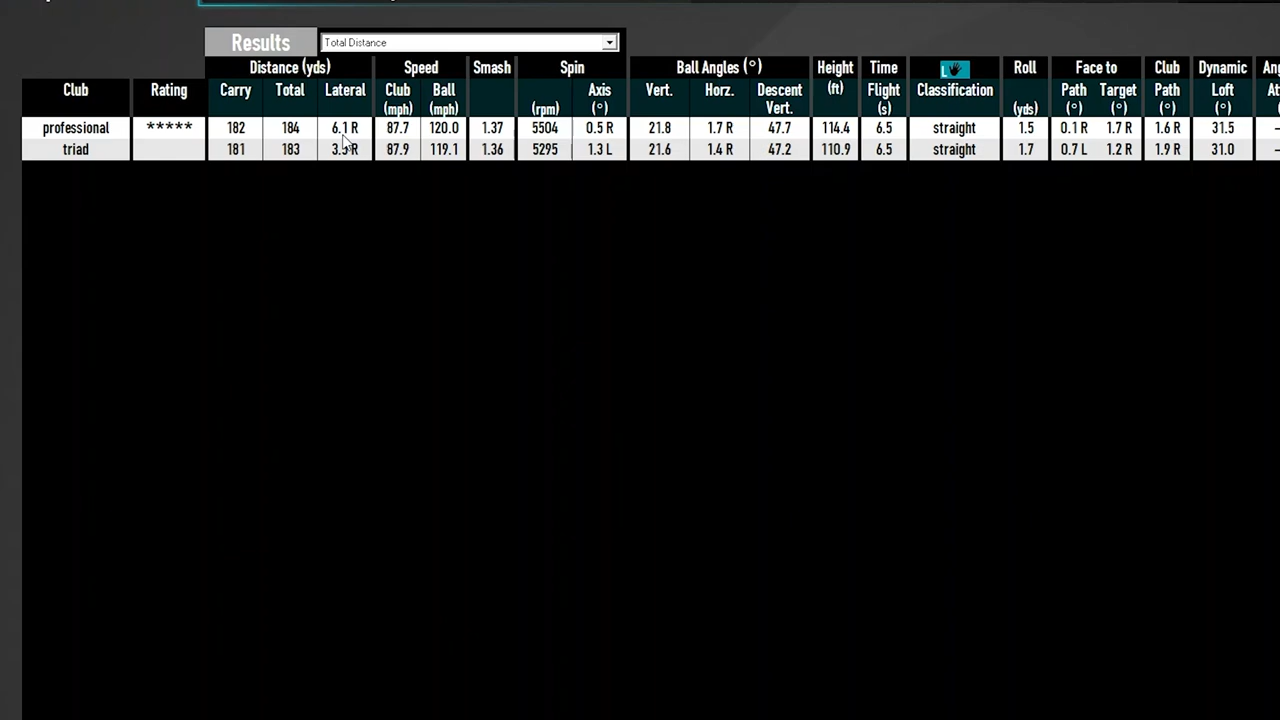 Results Total Distance
Distance (yds) Speed Smash Spin Ball Angles (°) Height (ft) Time L Roll Face to Club Dynamic
Club Rating Carry Total Lateral Club (mph) Ball (mph) (rpm) Axis (°) Vert. Horz. Descent Vert. Flight (s) Classification (yds) Path (°) Target (°) Path (°) Loft (°)
professional ***** 182 184 6.1 R 87.7 120.0 1.37 5504 0.5 R 21.8 1.7 R 47.7 114.4 6.5 straight 1.5 0.1 R 1.7 R 1.6 R 31.5
triad 181 183 87.9 119.1 1.36 5295 1.3 L 21.6 1.4 R 47.2 110.9 6.5 straight 1.7 0.7 L 1.2 R 1.9 R 31.0